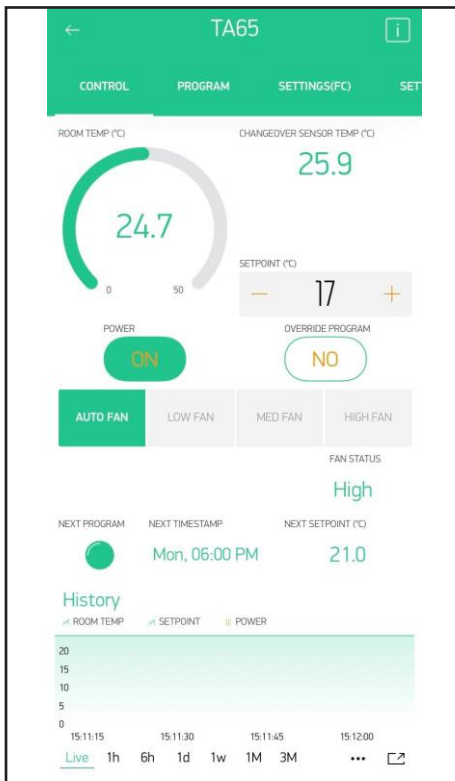 TA65
i
CONTROL PROGRAM SETTINGS(FC) SET
ROOM TEMP (°C) CHANGEOVER SENSOR TEMP (°C)
25.9
24.7
0 50
SETPOINT (°C)
— 17 +
POWER OVERRIDE PROGRAM
ON NO
AUTO FAN LOW FAN MED FAN HIGH FAN
FAN STATUS
High
NEXT PROGRAM NEXT TIMESTAMP NEXT SETPOINT (°C)
Mon, 06:00 PM 21.0
History
ROOM TEMP SETPOINT POWER
20
15
10
5
0
15:11:15 15:11:30 15:11:45 15:12:00
Live 1h 6h 1d 1w 1M 3M •••